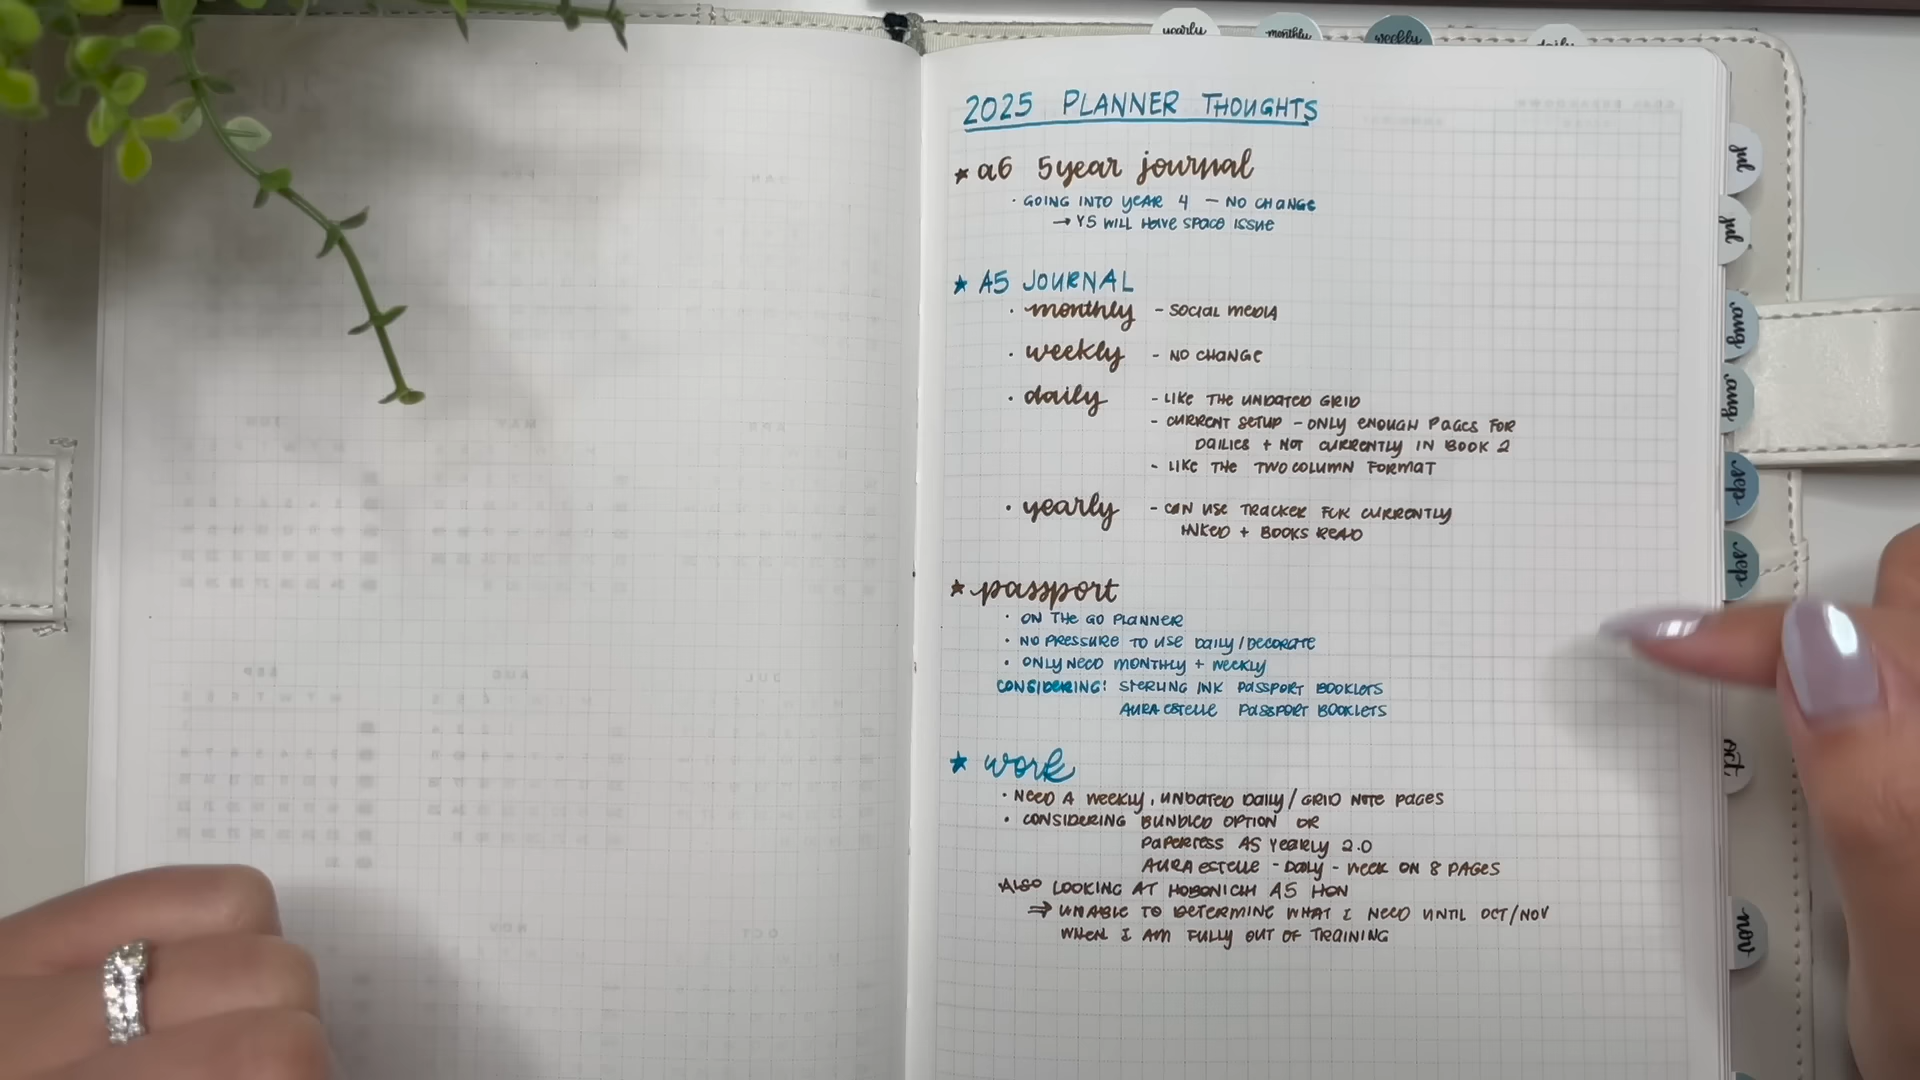 yearly
monthly
weekly
daily
2025 PLANNER THOUGHTS
★ a6 5year journal
· GOING INTO YEAR 4 — NO CHANGE
→ Y5 WILL HAVE SPACE ISSUE
★ A5 JOURNAL
· monthly - SOCIAL MEDIA
· weekly - NO CHANGE
· daily - LIKE THE UNDATED GRID
- CURRENT SETUP - ONLY ENOUGH PAGES FOR
DAILIES + NOT CURRENTLY IN BOOK 2
- LIKE THE TWO COLUMN FORMAT
· yearly - CAN USE TRACKER FOR CURRENTLY
INKED + BOOKS READ
★ passport
· ON THE GO PLANNER
· NO PRESSURE TO USE DAILY/DECORATE
· ONLY NEED MONTHLY + WEEKLY
CONSIDERING: STERLING INK PASSPORT BOOKLETS
AURA ESTELLE PASSPORT BOOKLETS
★ work
· NEED A WEEKLY, UNDATED DAILY/GRID NOTE PAGES
· CONSIDERING BUNDLED OPTION OR
PAPERCESS A5 YEARLY 2.0
AURA ESTELLE - DAILY - WEEK ON 8 PAGES
ALSO LOOKING AT HOBONICHI A5 HON
⇒ UNABLE TO DETERMINE WHAT I NEED UNTIL OCT/NOV
WHEN I AM FULLY OUT OF TRAINING
jul
jul
aug
aug
sep
sep
oct
nov